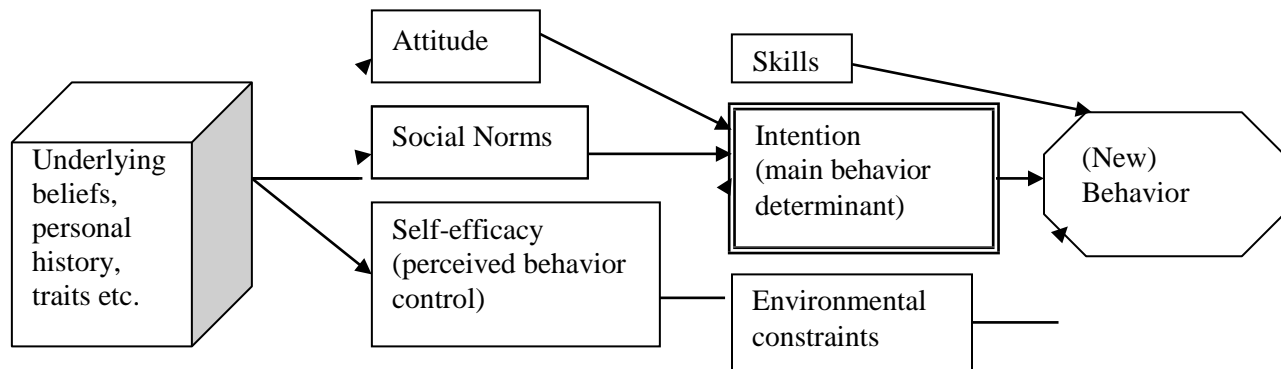 Underlying
beliefs,
personal
history,
traits etc.
Attitude
Social Norms
Self-efficacy
(perceived behavior
control)
Skills
Intention
(main behavior
determinant)
Environmental
constraints
(New)
Behavior